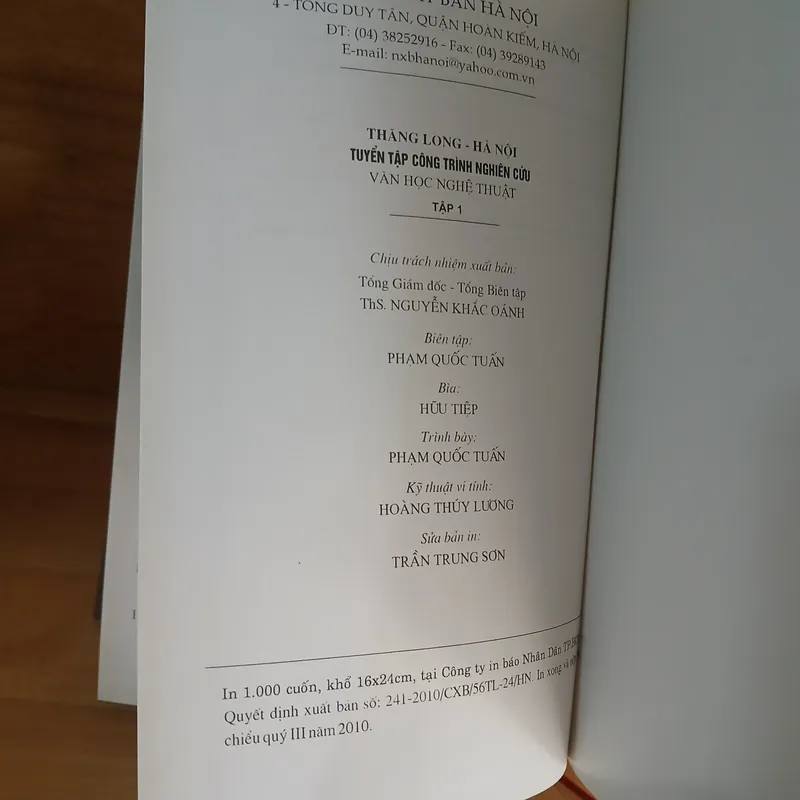 BẢN HÀ NỘI
4 - TỐNG DUY TÂN, QUẬN HOÀN KIẾM, HÀ NỘI
ĐT: (04) 38252916 - Fax: (04) 39289143
E-mail: nxbhanoi@yahoo.com.vn
THĂNG LONG - HÀ NỘI
TUYỂN TẬP CÔNG TRÌNH NGHIÊN CỨU
VĂN HỌC NGHỆ THUẬT
TẬP 1
Chịu trách nhiệm xuất bản:
Tổng Giám đốc - Tổng Biên tập
ThS. NGUYỄN KHẮC OÁNH
Biên tập:
PHẠM QUỐC TUẤN
Bìa:
HỮU TIỆP
Trình bày:
PHẠM QUỐC TUẤN
Kỹ thuật vi tính:
HOÀNG THÚY LƯƠNG
Sửa bản in:
TRẦN TRUNG SƠN
In 1.000 cuốn, khổ 16x24cm, tại Công ty in báo Nhân Dân TP.
Quyết định xuất bản số: 241-2010/CXB/56TL-24/HN. In xong và
chiểu quý III năm 2010.